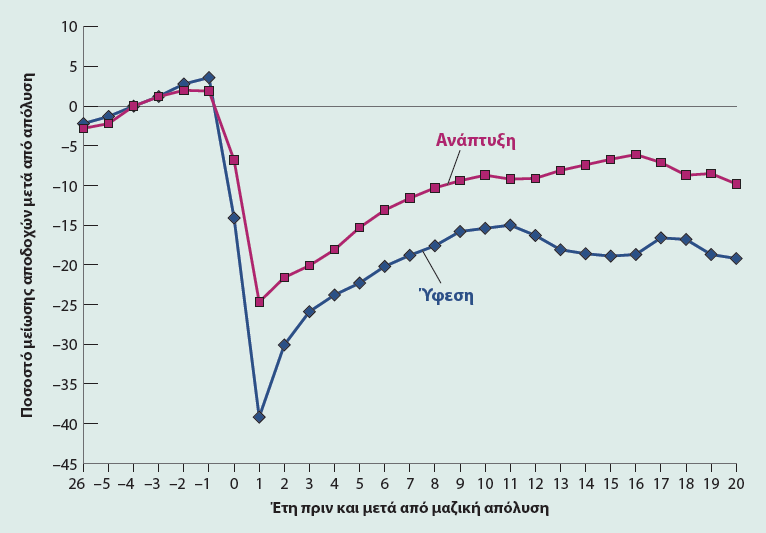 Ποσοστό μείωσης αποδοχών μετά από απόλυση
10
5
0
–5
–10
–15
–20
–25
–30
–35
–40
–45
Ανάπτυξη
Ύφεση
26 –5 –4 –3 –2 –1 0 1 2 3 4 5 6 7 8 9 10 11 12 13 14 15 16 17 18 19 20
Έτη πριν και μετά από μαζική απόλυση